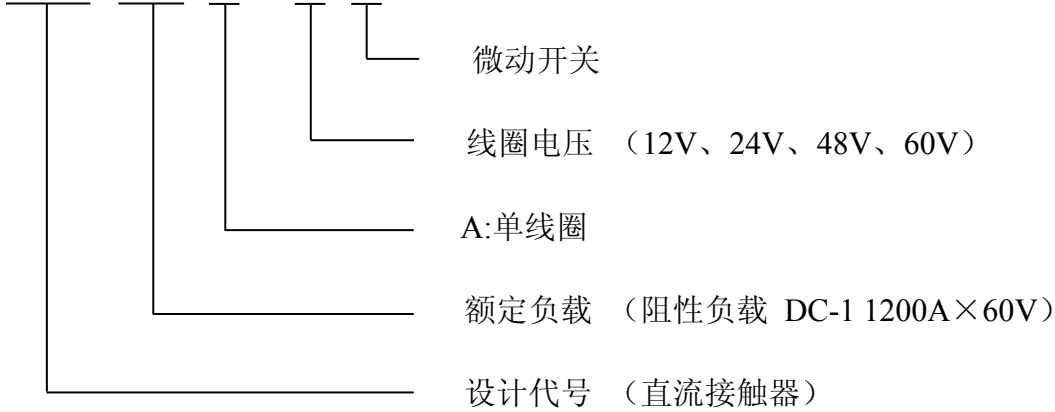 微动开关
线圈电压 （12V、24V、48V、60V）
A:单线圈
额定负载 （阻性负载 DC-1 1200A×60V）
设计代号 （直流接触器）